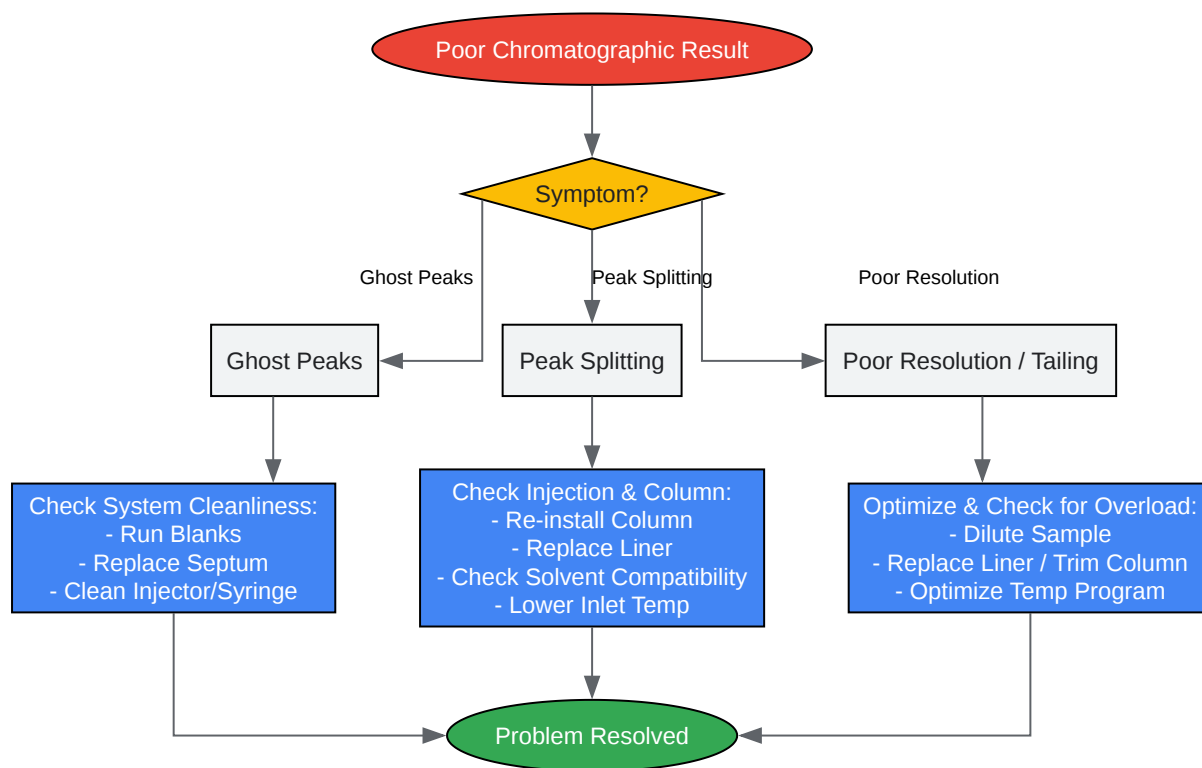 Poor Chromatographic Result
Symptom?
Ghost Peaks
Peak Splitting
Poor Resolution
Ghost Peaks
Peak Splitting
Poor Resolution / Tailing
Check System Cleanliness:
- Run Blanks
- Replace Septum
- Clean Injector/Syringe
Check Injection & Column:
- Re-install Column
- Replace Liner
- Check Solvent Compatibility
- Lower Inlet Temp
Optimize & Check for Overload:
- Dilute Sample
- Replace Liner / Trim Column
- Optimize Temp Program
Problem Resolved